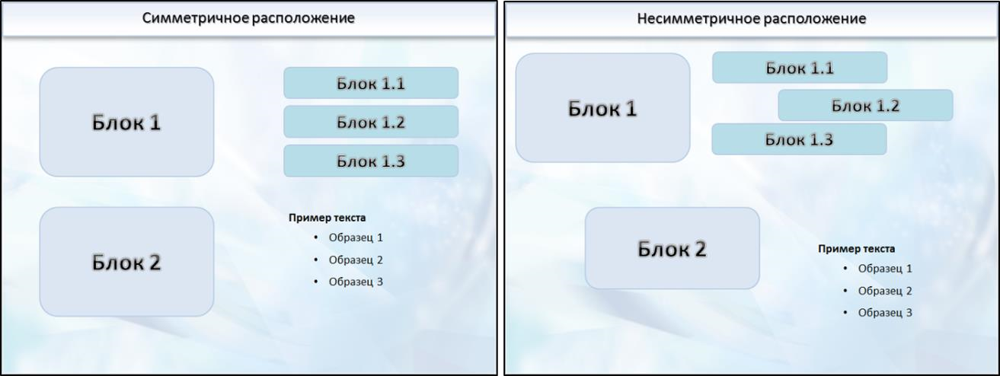 Симметричное расположение
Блок 1
Блок 1.1
Блок 1.2
Блок 1.3
Блок 2
Пример текста
• Образец 1
• Образец 2
• Образец 3
Несимметричное расположение
Блок 1
Блок 1.1
Блок 1.2
Блок 1.3
Блок 2
Пример текста
• Образец 1
• Образец 2
• Образец 3